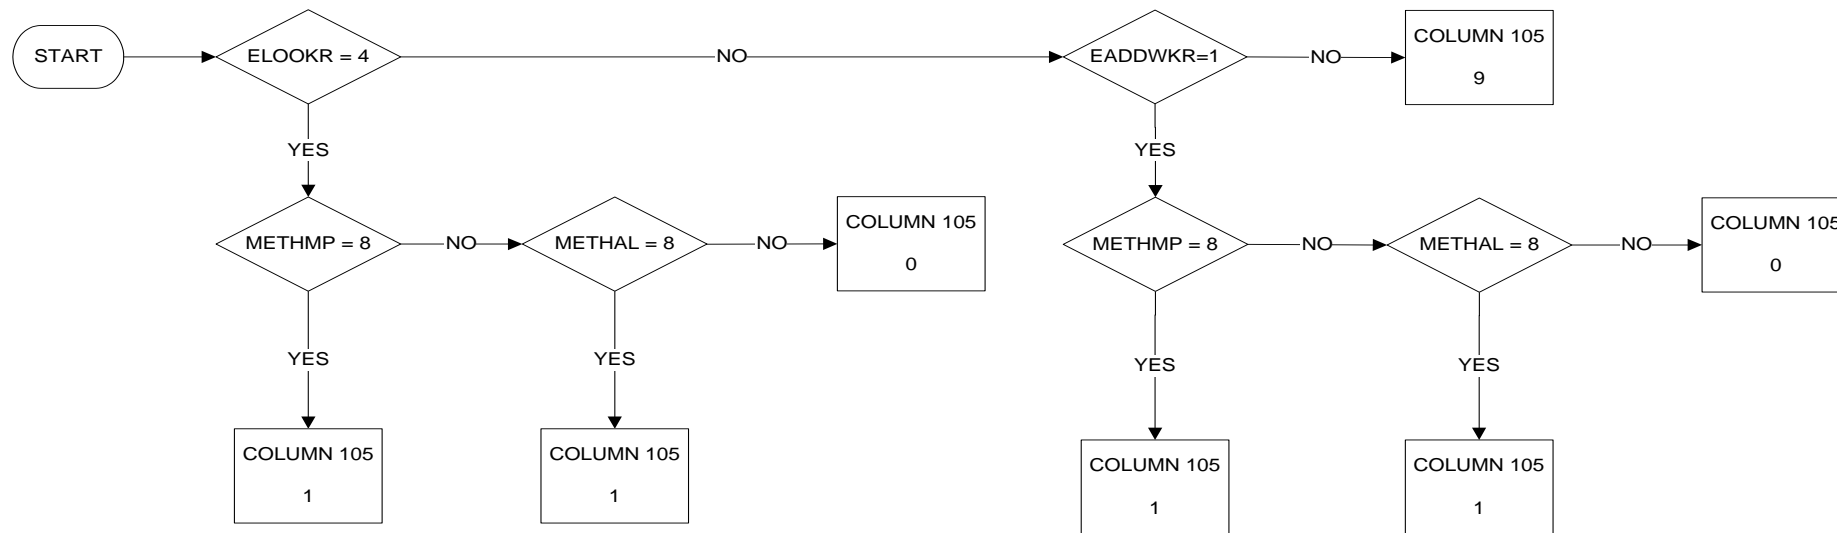 START
ELOOKR = 4
NO
EADDWKR=1
NO
COLUMN 105
9
YES
YES
METHMP = 8
NO
METHAL = 8
NO
COLUMN 105
0
METHMP = 8
NO
METHAL = 8
NO
COLUMN 105
0
YES
YES
YES
YES
COLUMN 105
1
COLUMN 105
1
COLUMN 105
1
COLUMN 105
1